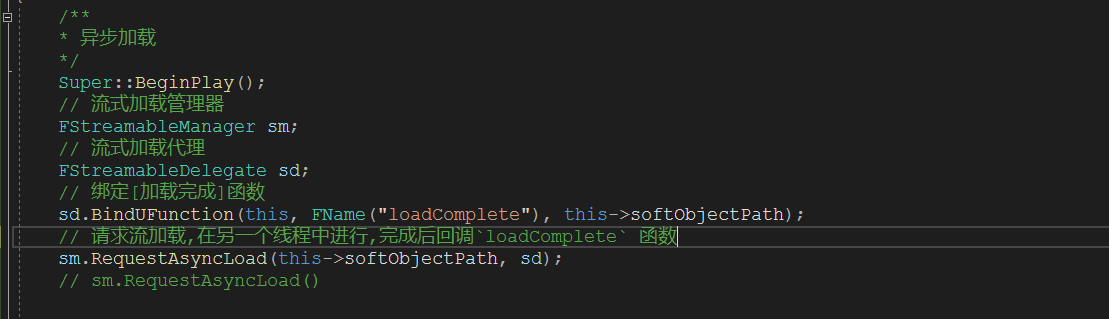 /**
* 异步加载
*/
Super::BeginPlay();
// 流式加载管理器
FStreamableManager sm;
// 流式加载代理
FStreamableDelegate sd;
// 绑定[加载完成]函数
sd.BindUFunction(this, FName("loadComplete"), this->softObjectPath);
// 请求流加载,在另一个线程中进行,完成后回调`loadComplete` 函数
sm.RequestAsyncLoad(this->softObjectPath, sd);
// sm.RequestAsyncLoad()